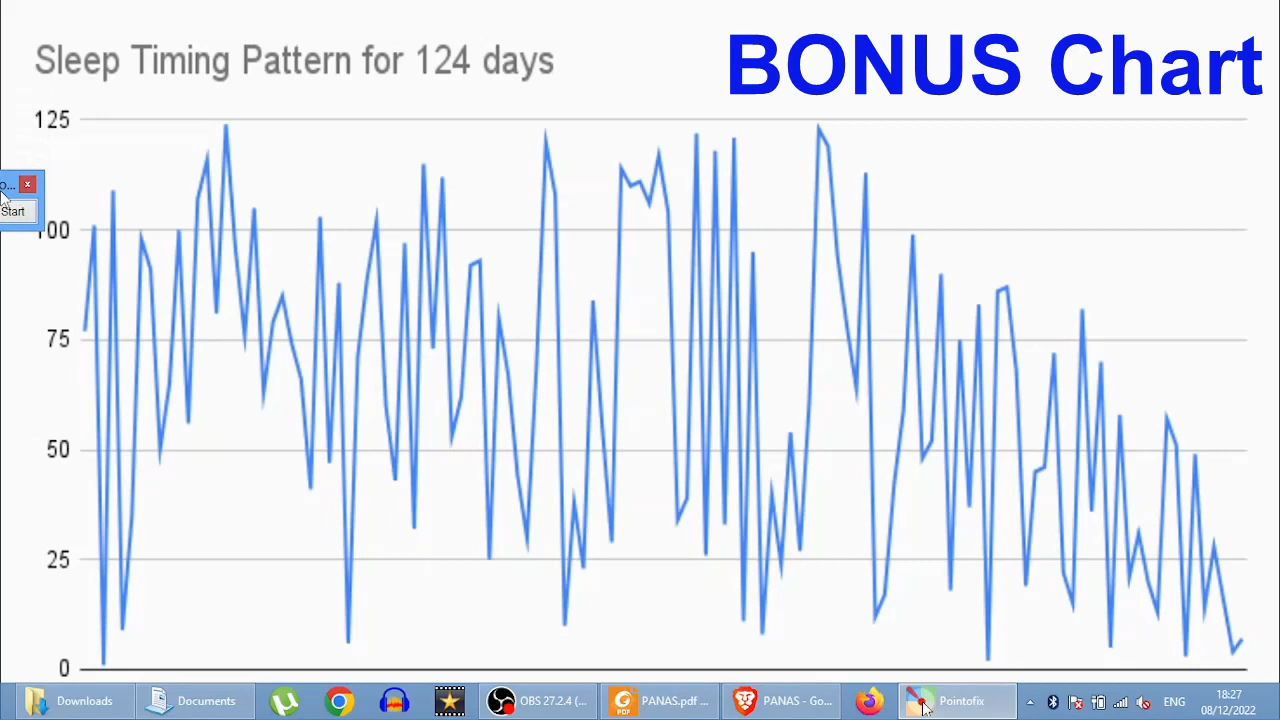 Sleep Timing Pattern for 124 days
BONUS Chart
125
o...
x
Start
100
75
50
25
0
Downloads
Documents
OBS 27.2.4 (...
PDF
PANAS.pdf ...
PANAS - Go...
Pointofix
ENG
18:27
08/12/2022